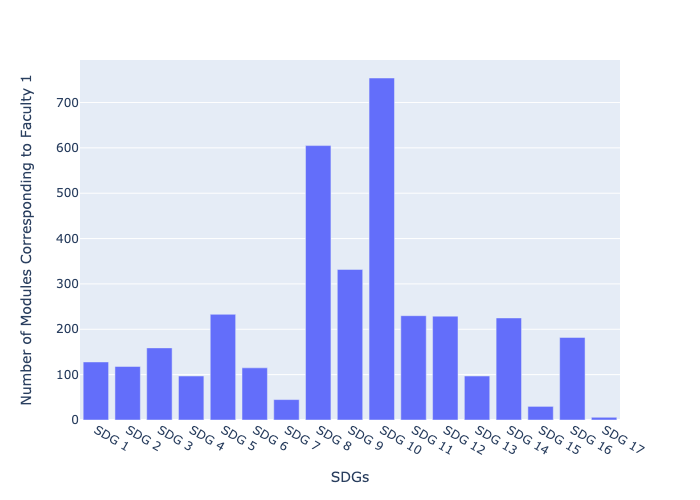 Number of Modules Corresponding to Faculty 1
700
600
500
400
300
200
100
0
SDG 1
SDG 2
SDG 3
SDG 4
SDG 5
SDG 6
SDG 7
SDG 8
SDG 9
SDG 10
SDG 11
SDG 12
SDG 13
SDG 14
SDG 15
SDG 16
SDG 17
SDGs